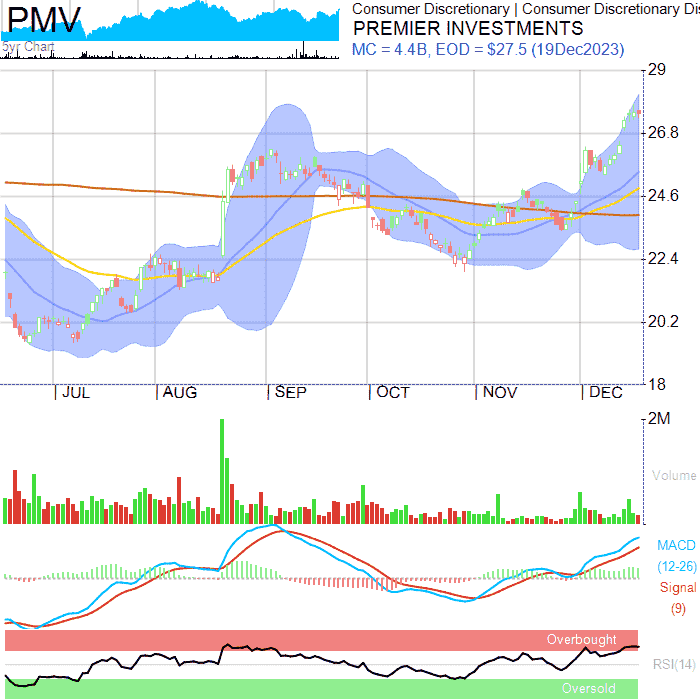 PMV
5yr Chart
Consumer Discretionary | Consumer Discretionary Dis
PREMIER INVESTMENTS
MC = 4.4B, EOD = $27.5 (19Dec2023)
29
26.8
24.6
22.4
20.2
18
JUL AUG SEP OCT NOV DEC
2M
Volume
MACD
(12-26)
Signal
(9)
Overbought
RSI(14)
Oversold